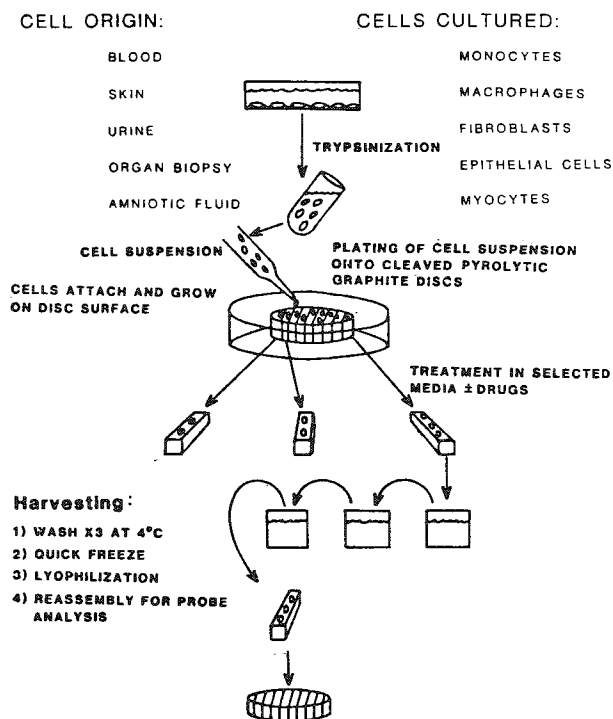 CELL ORIGIN:
BLOOD
SKIN
URINE
ORGAN BIOPSY
AMNIOTIC FLUID
CELLS CULTURED:
MONOCYTES
MACROPHAGES
FIBROBLASTS
EPITHELIAL CELLS
MYOCYTES
TRYPSINIZATION
CELL SUSPENSION
PLATING OF CELL SUSPENSION
ONTO CLEAVED PYROLYTIC
GRAPHITE DISCS
CELLS ATTACH AND GROW
ON DISC SURFACE
TREATMENT IN SELECTED
MEDIA ± DRUGS
Harvesting:
1) WASH X3 AT 4°C
2) QUICK FREEZE
3) LYOPHILIZATION
4) REASSEMBLY FOR PROBE
ANALYSIS